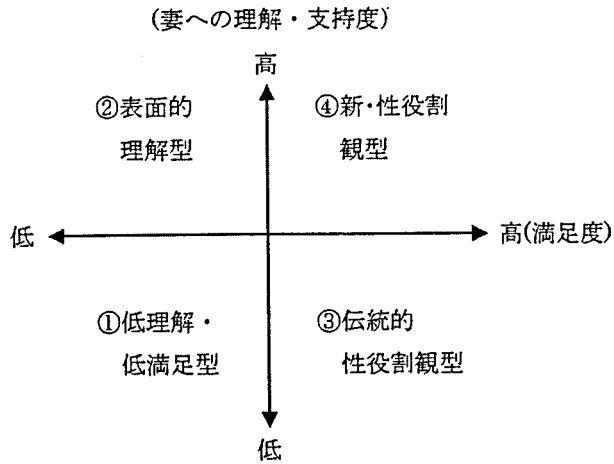 (妻への理解・支持度)
高
②表面的
理解型
④新・性役割
観型
低
高(満足度)
①低理解・
低満足型
③伝統的
性役割観型
低